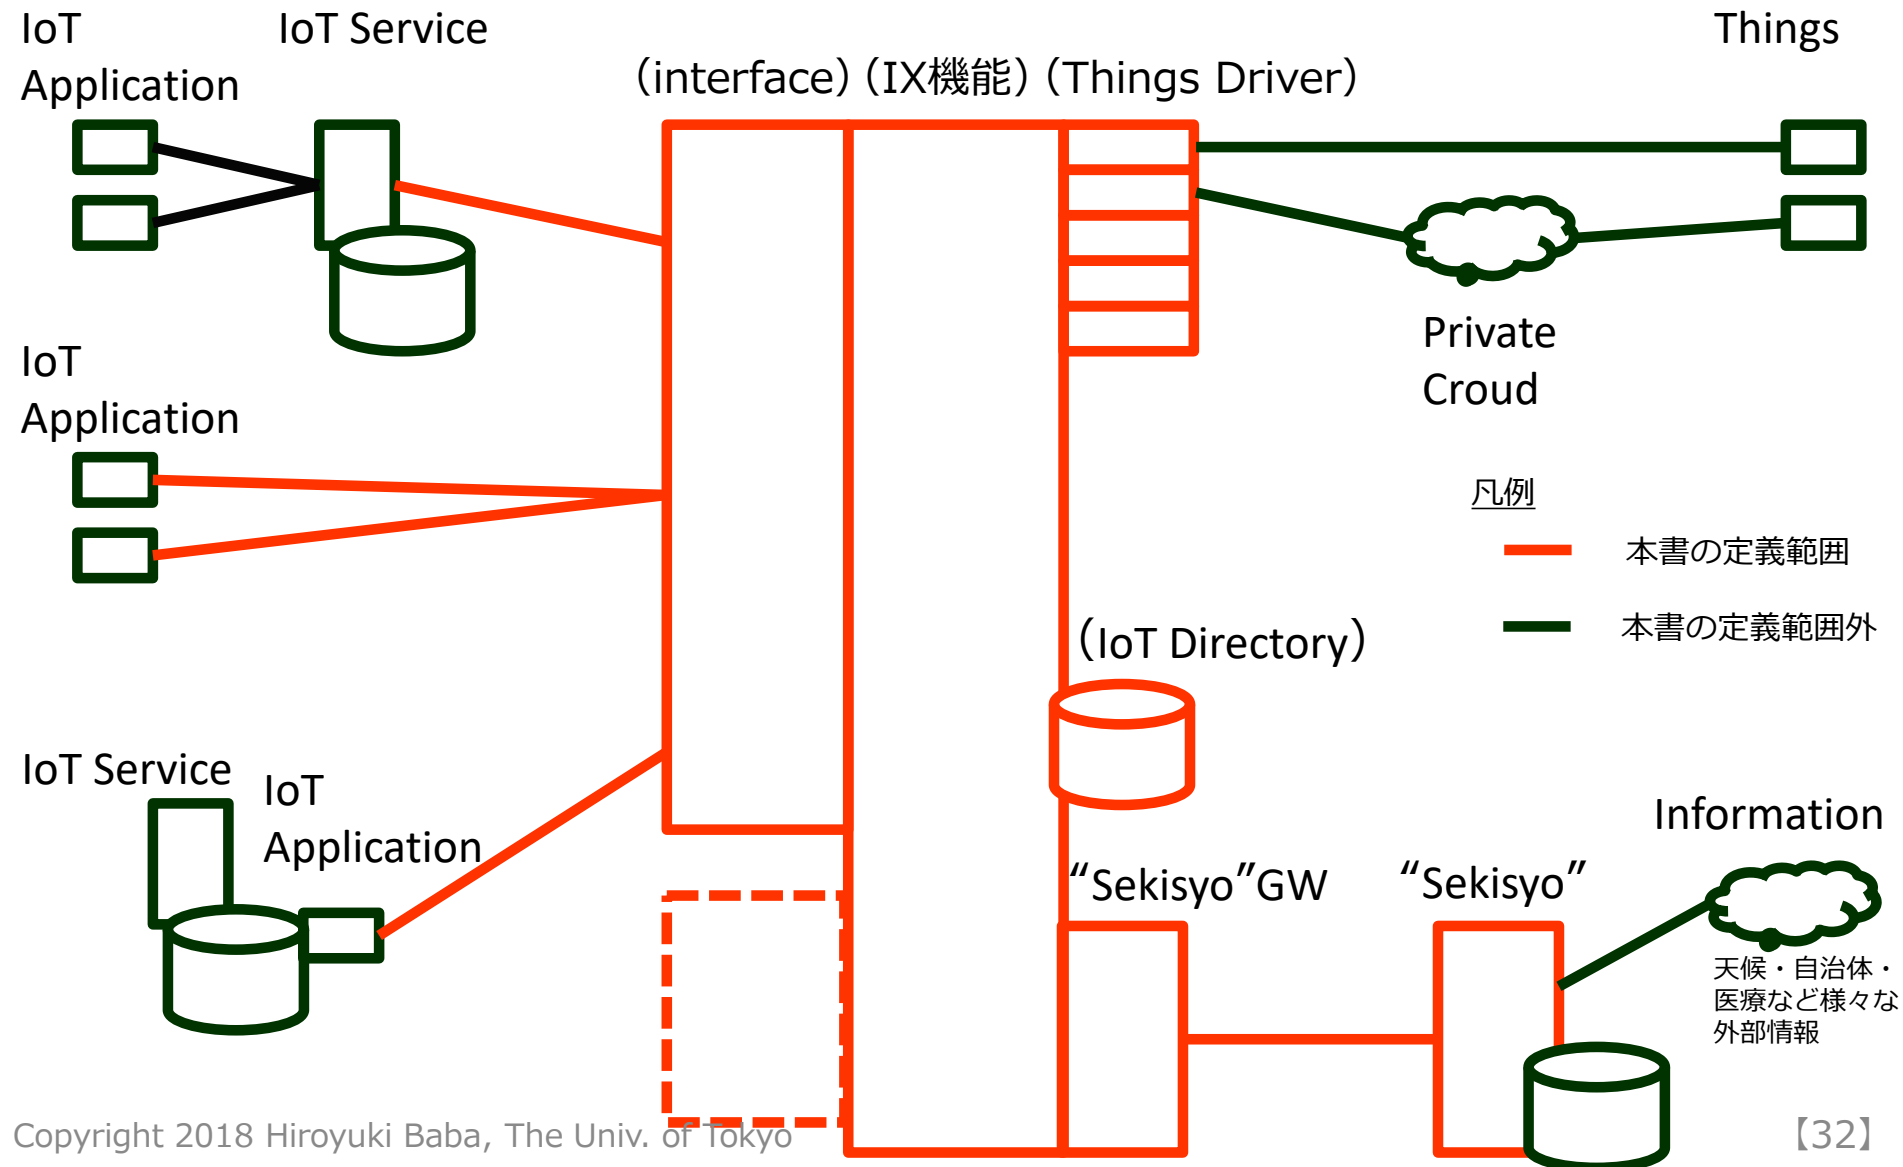 IoT
Application
IoT Service
（interface）（IX機能）（Things Driver）
Things
Private
Croud
IoT
Application
凡例
本書の定義範囲
本書の定義範囲外
（IoT Directory）
IoT Service
IoT
Application
“Sekisyo”GW
“Sekisyo”
Information
天候・自治体・
医療など様々な
外部情報
Copyright 2018 Hiroyuki Baba, The Univ. of Tokyo
【32】